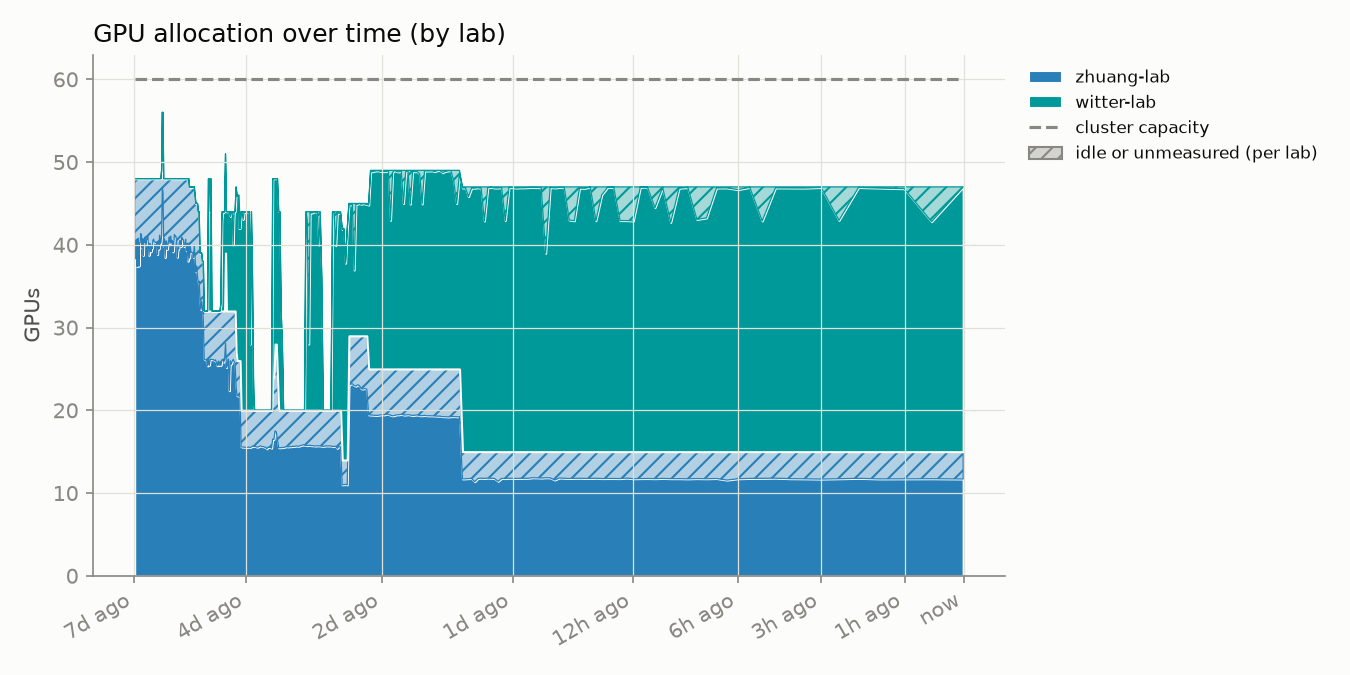 GPU allocation over time (by lab)
60
50
40
30
20
10
0
GPUs
7d ago
4d ago
2d ago
1d ago
12h ago
6h ago
3h ago
1h ago
now
zhuang-lab
witter-lab
cluster capacity
idle or unmeasured (per lab)